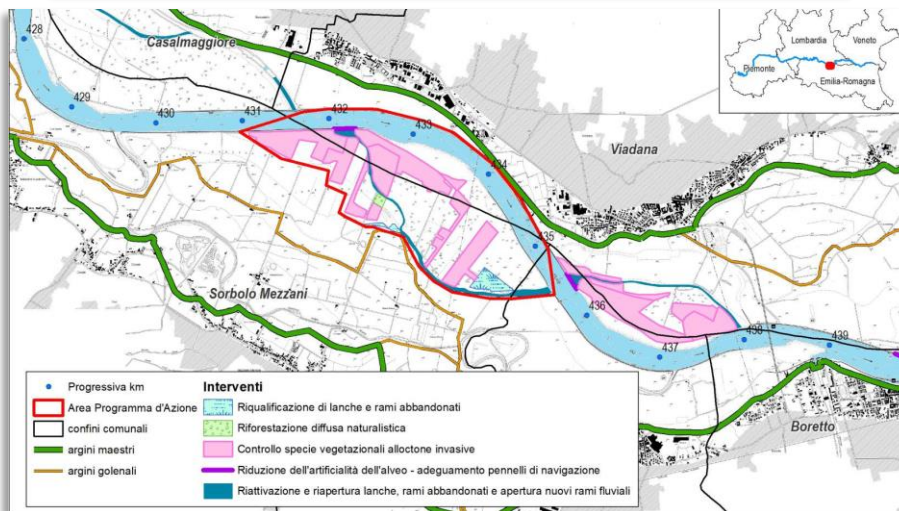 428
Casalmaggiore
429
430
431
432
433
434
435
436
437
438
439
Viadana
Sorbolo Mezzani
Boretto
Lombardia
Veneto
Piemonte
Emilia-Romagna
Progressiva km
Area Programma d'Azione
confini comunali
argini maestri
argini golenali
Interventi
Riqualificazione di lanche e rami abbandonati
Riforestazione diffusa naturalistica
Controllo specie vegetazionali alloctone invasive
Riduzione dell'artificialità dell'alveo - adeguamento pennelli di navigazione
Riattivazione e riapertura lanche, rami abbandonati e apertura nuovi rami fluviali